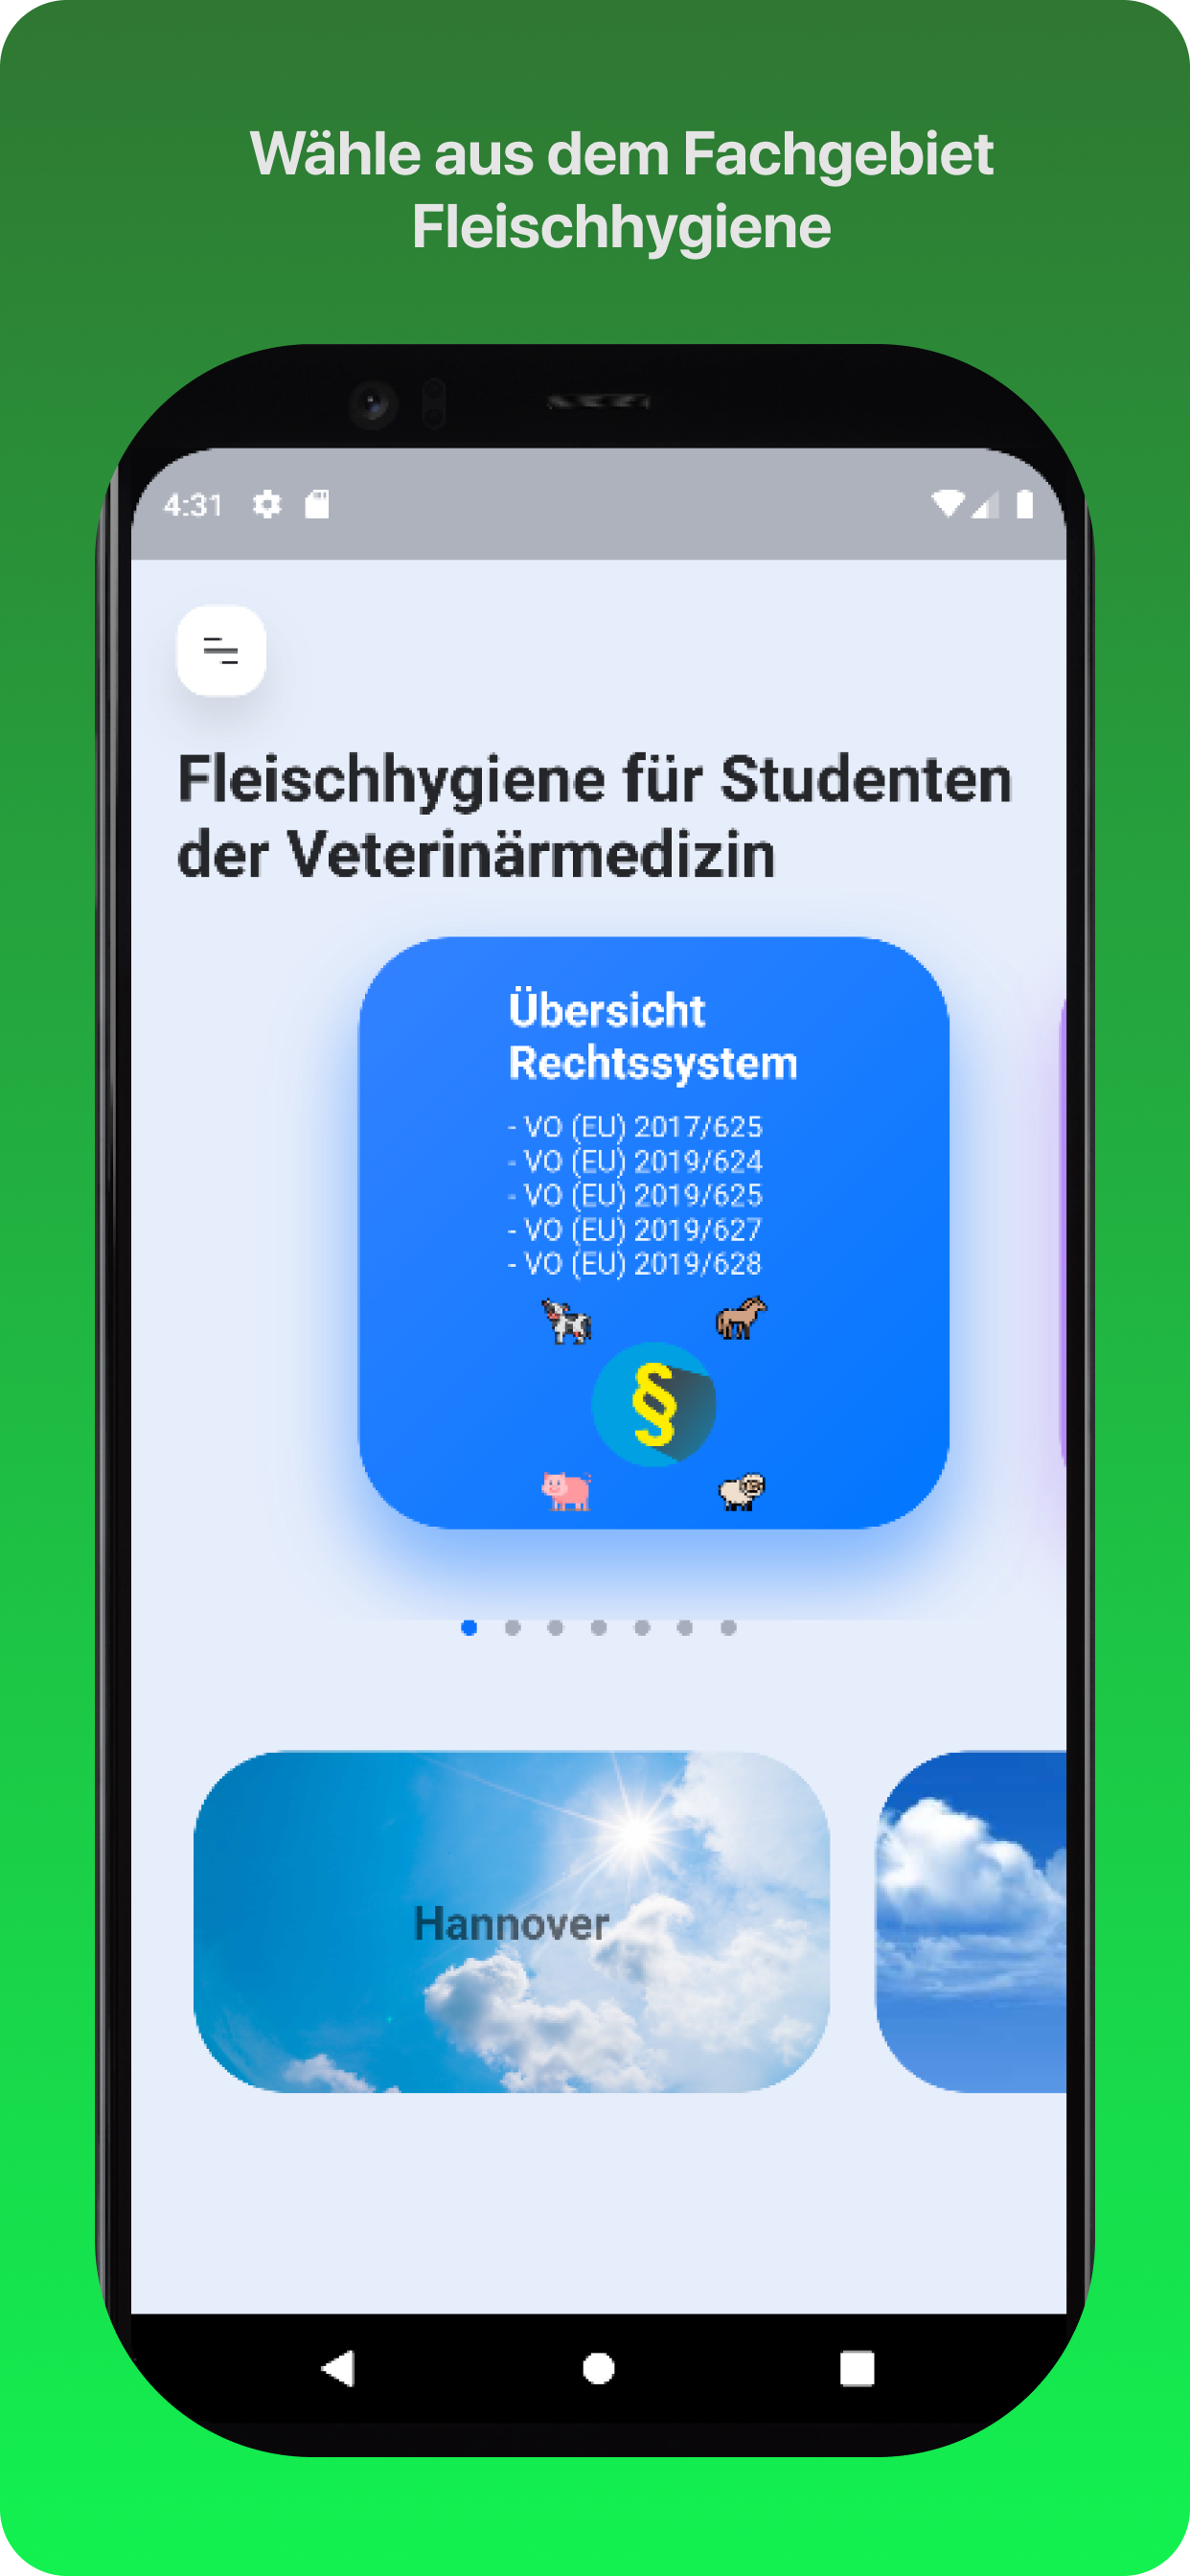 Wähle aus dem Fachgebiet
Fleischhygiene
4:31
Fleischhygiene für Studenten
der Veterinärmedizin
Übersicht
Rechtssystem
- VO (EU) 2017/625
- VO (EU) 2019/624
- VO (EU) 2019/625
- VO (EU) 2019/627
- VO (EU) 2019/628
§
Hannover